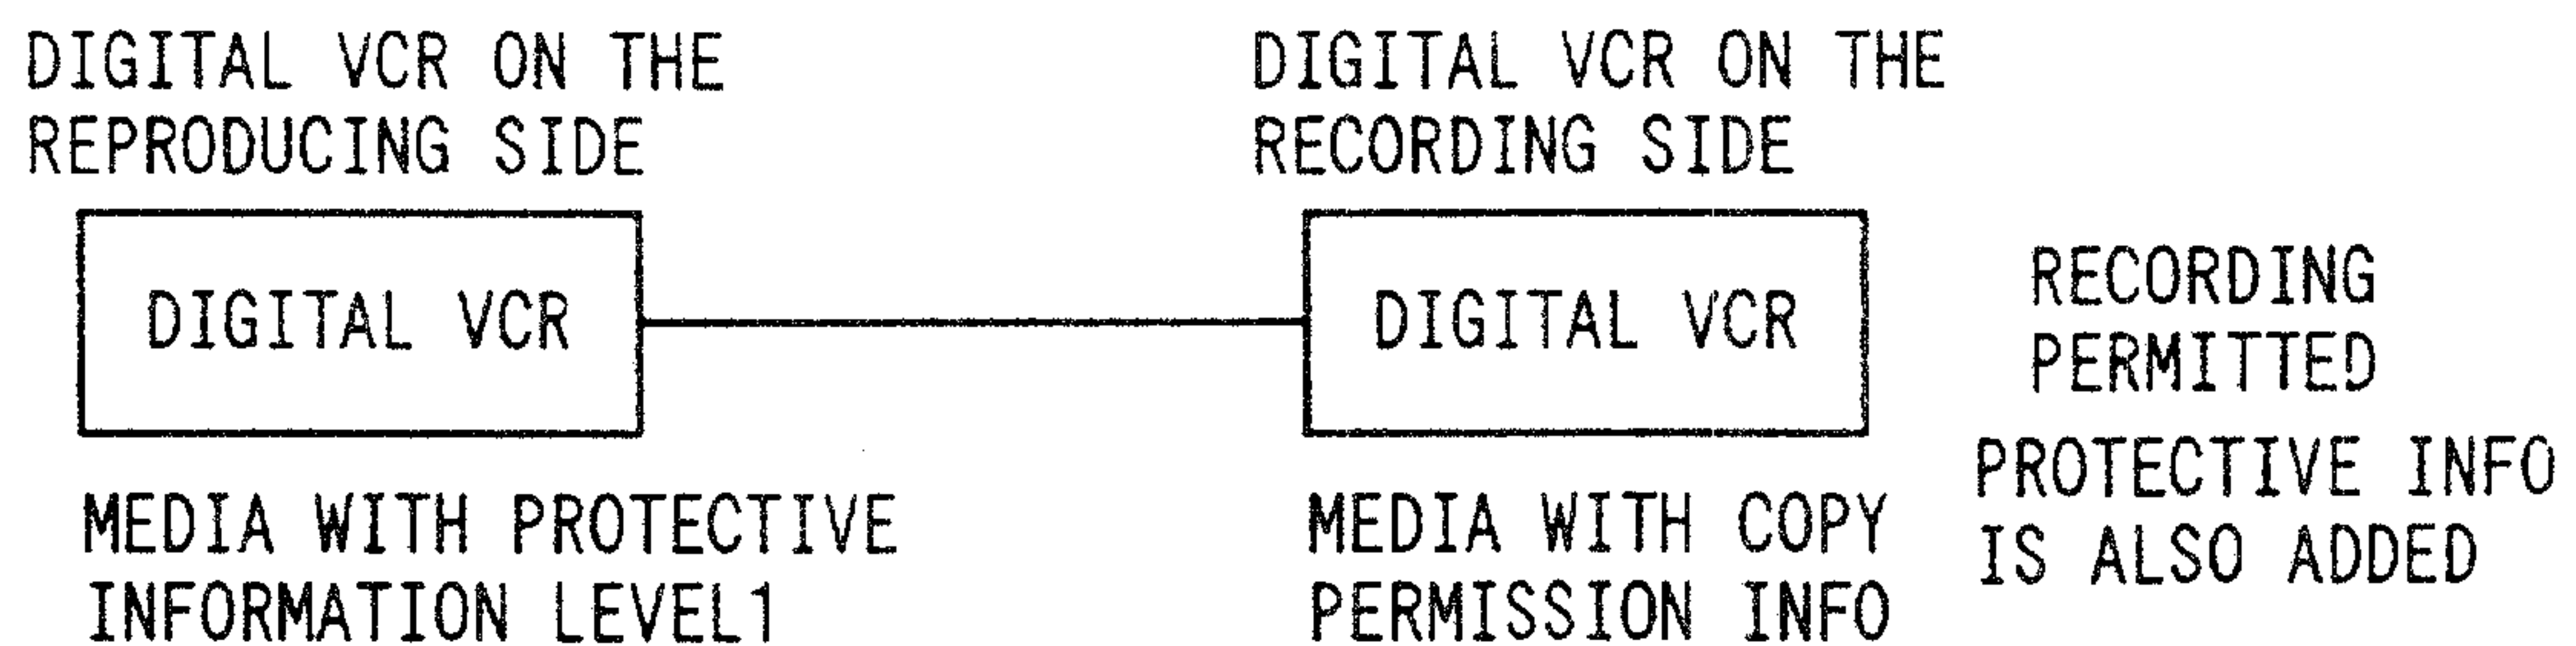 DIGITAL VCR ON THE
REPRODUCING SIDE
DIGITAL VCR
MEDIA WITH PROTECTIVE
INFORMATION LEVEL1
DIGITAL VCR ON THE
RECORDING SIDE
DIGITAL VCR
MEDIA WITH COPY
PERMISSION INFO
RECORDING
PERMITTED
PROTECTIVE INFO
IS ALSO ADDED